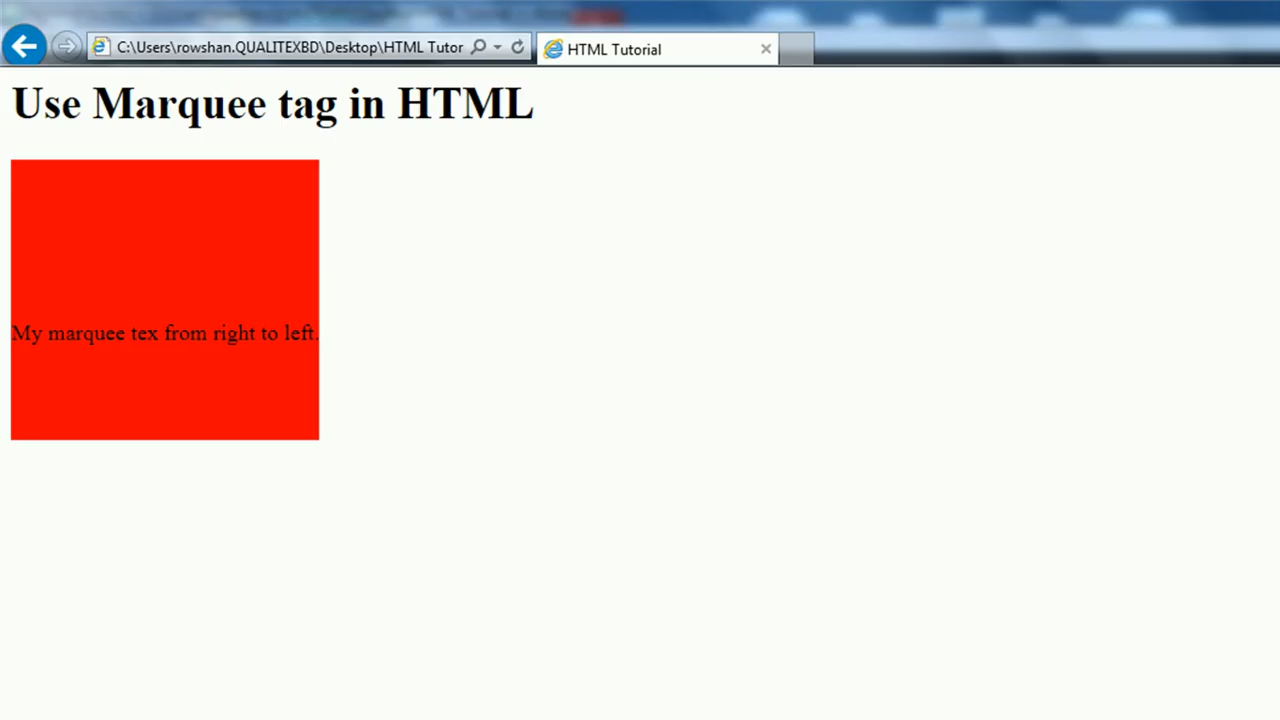 C:\Users\rowshan.QUALITEXBD\Desktop\HTML Tutor
HTML Tutorial
Use Marquee tag in HTML
My marquee tex from right to left.